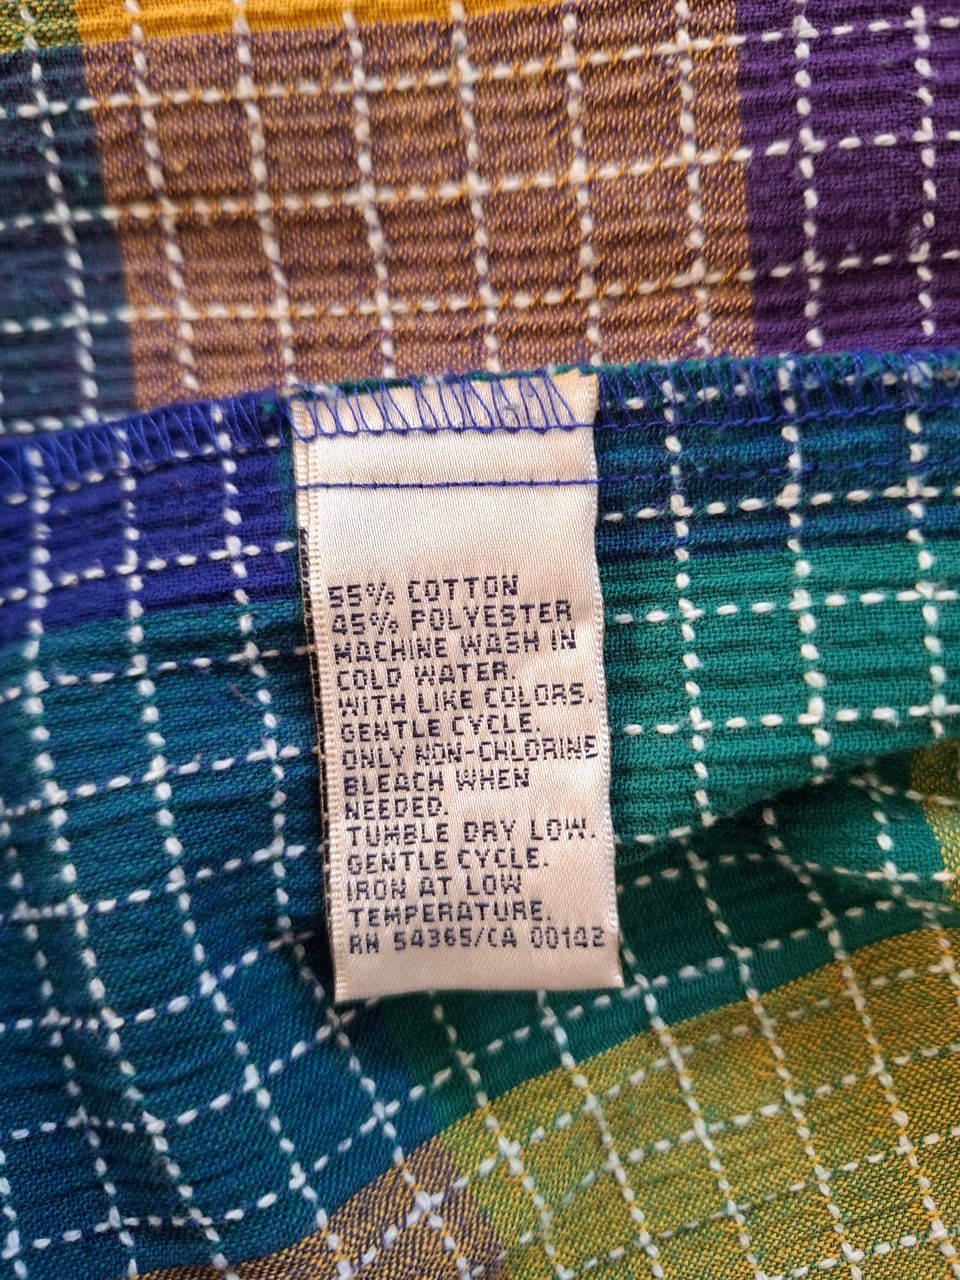 55% COTTON
45% POLYESTER
MACHINE WASH IN
COLD WATER.
WITH LIKE COLORS.
GENTLE CYCLE.
ONLY NON-CHLORINE
BLEACH WHEN
NEEDED.
TUMBLE DRY LOW.
GENTLE CYCLE.
IRON AT LOW
TEMPERATURE.
RN 54365/CA 00142